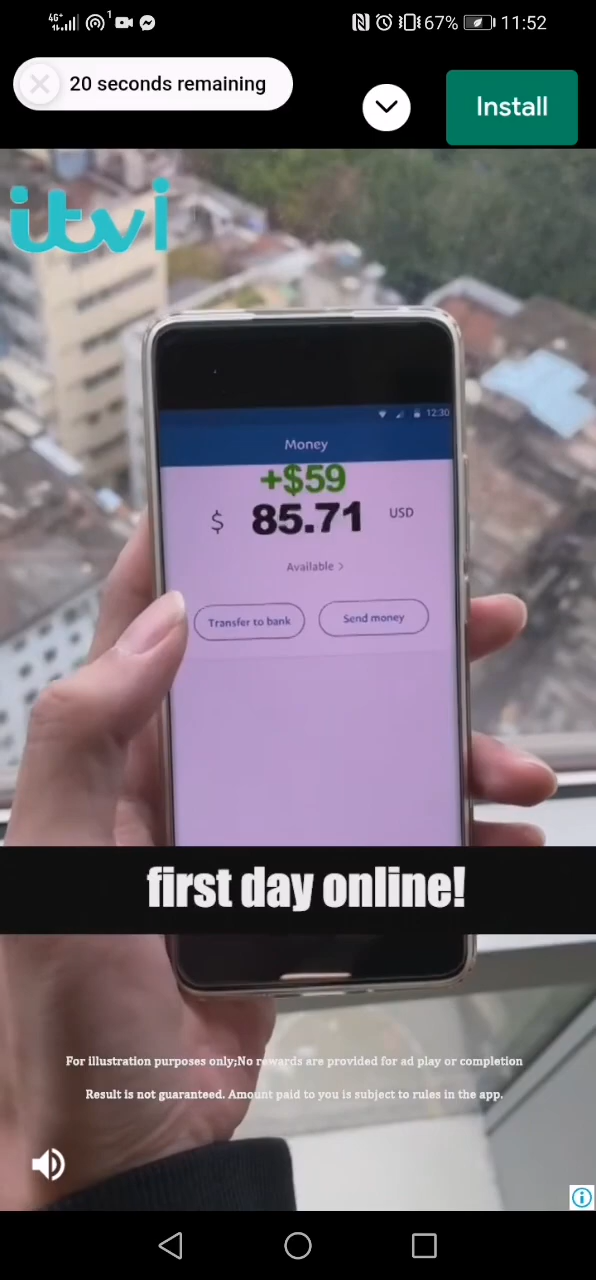 4G+ 1 67% 11:52
20 seconds remaining
Install
itvi
12:30
Money
+$59
$ 85.71 USD
Available >
Transfer to bank
Send money
first day online!
For illustration purposes only;No rewards are provided for ad play or completion
Result is not guaranteed. Amount paid to you is subject to rules in the app.